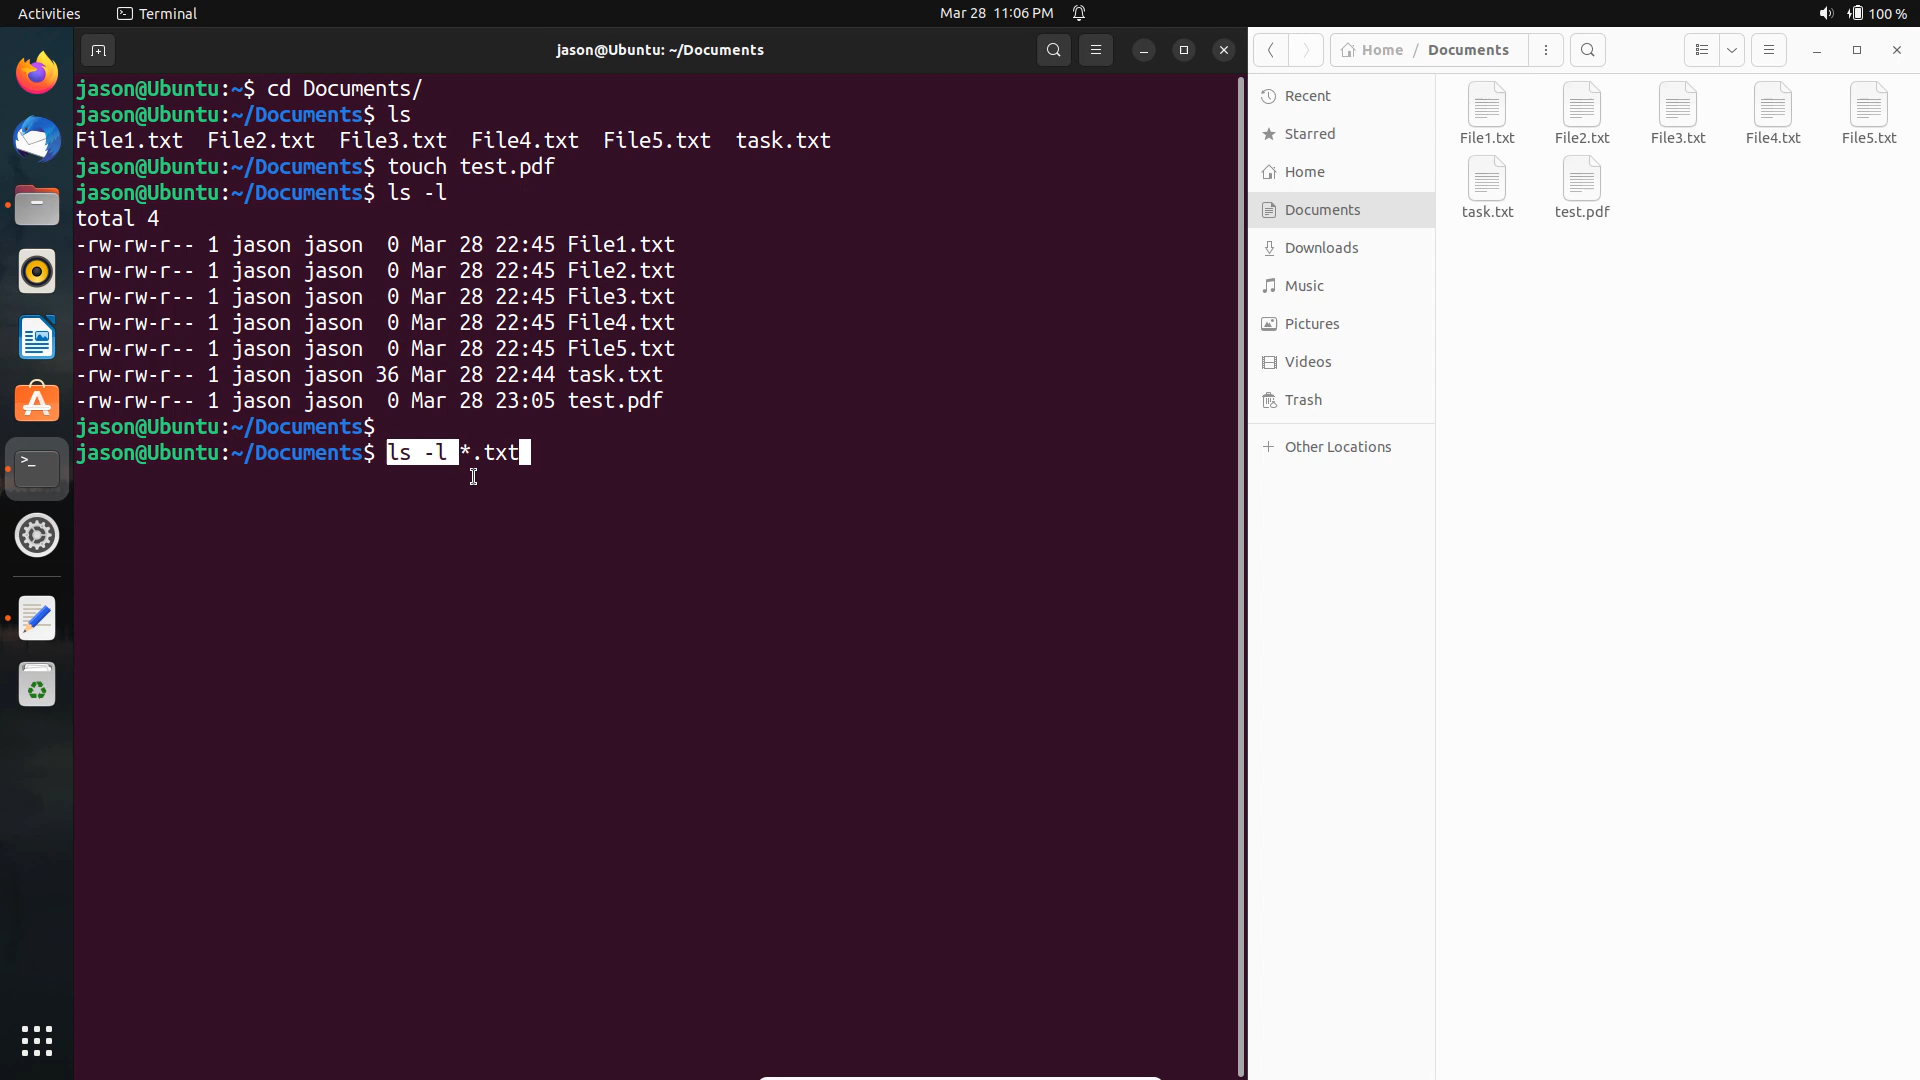 Activities
Terminal
Mar 28 11:06 PM
100 %
jason@Ubuntu: ~/Documents
jason@Ubuntu:~$ cd Documents/
jason@Ubuntu:~/Documents$ ls
File1.txt File2.txt File3.txt File4.txt File5.txt task.txt
jason@Ubuntu:~/Documents$ touch test.pdf
jason@Ubuntu:~/Documents$ ls -l
total 4
-rw-rw-r-- 1 jason jason 0 Mar 28 22:45 File1.txt
-rw-rw-r-- 1 jason jason 0 Mar 28 22:45 File2.txt
-rw-rw-r-- 1 jason jason 0 Mar 28 22:45 File3.txt
-rw-rw-r-- 1 jason jason 0 Mar 28 22:45 File4.txt
-rw-rw-r-- 1 jason jason 0 Mar 28 22:45 File5.txt
-rw-rw-r-- 1 jason jason 36 Mar 28 22:44 task.txt
-rw-rw-r-- 1 jason jason 0 Mar 28 23:05 test.pdf
jason@Ubuntu:~/Documents$
jason@Ubuntu:~/Documents$ ls -l *.txt
Home / Documents
Recent
Starred
Home
Documents
Downloads
Music
Pictures
Videos
Trash
Other Locations
File1.txt File2.txt File3.txt File4.txt File5.txt
task.txt test.pdf